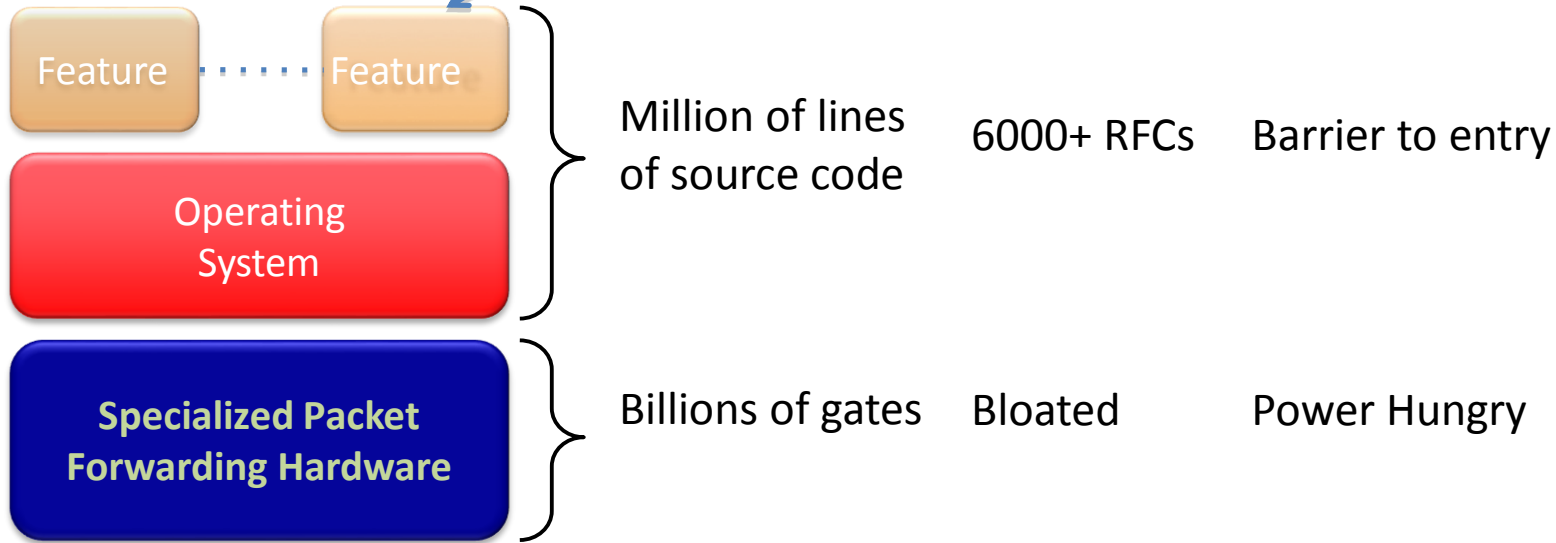 Feature
Feature
Million of lines
of source code
6000+ RFCs
Barrier to entry
Operating
System
Specialized Packet
Forwarding Hardware
Billions of gates
Bloated
Power Hungry